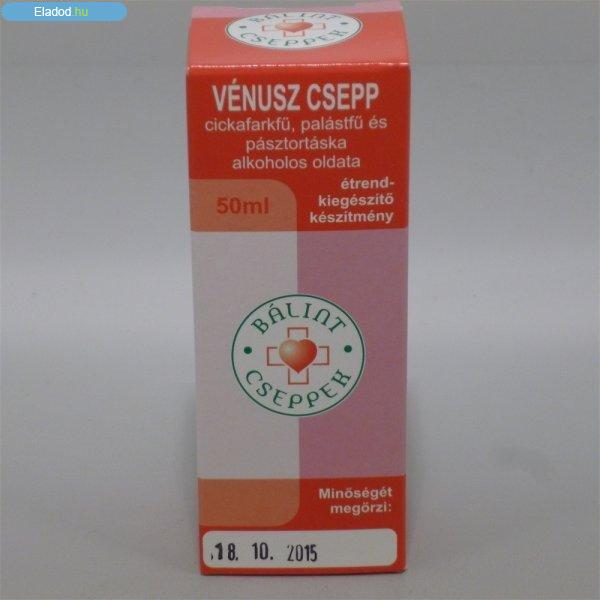 Eladod.hu
BÁLINT
CSEPPEK
VÉNUSZ CSEPP
cickafarkfű, palástfű és
pásztortáska
alkoholos oldata
étrend-
kiegészítő
készítmény
50ml
BÁLINT
CSEPPEK
Minőségét
megőrzi:
18. 10. 2015